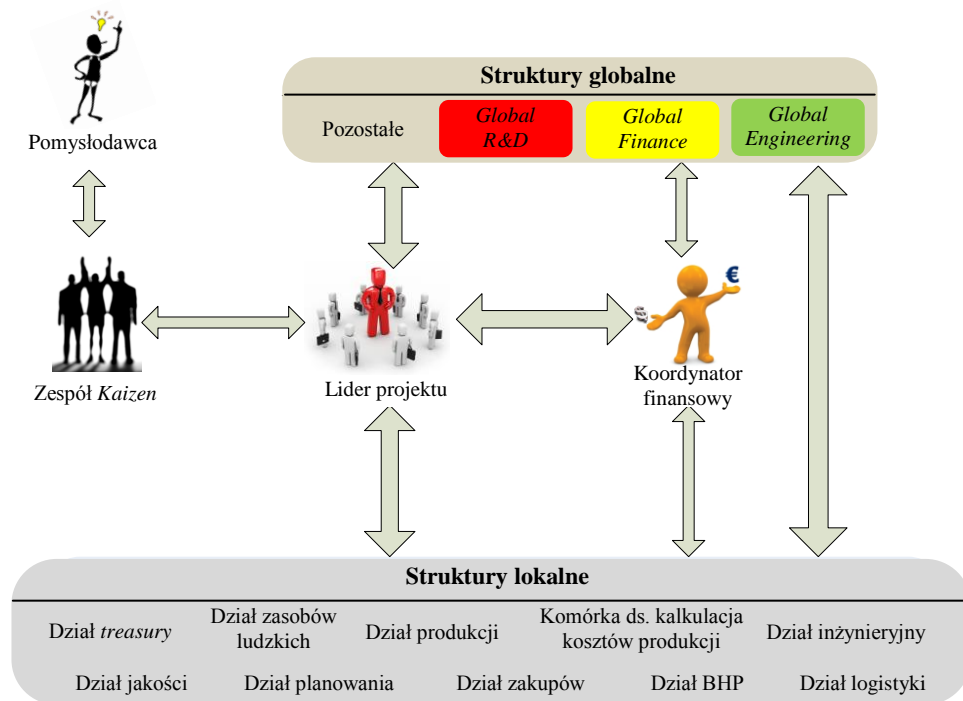 Pomysłodawca
Struktury globalne
Pozostałe
Global
R&D
Global
Finance
Global
Engineering
€
Zespół Kaizen
Lider projektu
Koordynator
finansowy
Struktury lokalne
Dział treasury
Dział zasobów
ludzkich
Dział produkcji
Komórka ds. kalkulacja
kosztów produkcji
Dział inżynieryjny
Dział jakości
Dział planowania
Dział zakupów
Dział BHP
Dział logistyki